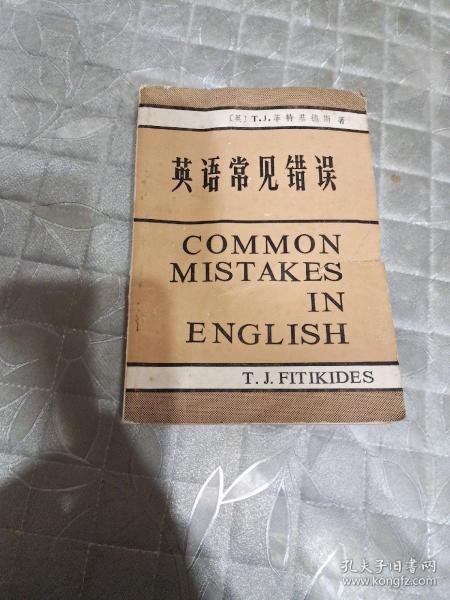 〔英〕T.J.菲特基德斯 著
英语常见错误
COMMON
MISTAKES
IN
ENGLISH
T. J. FITIKIDES
孔夫子旧书网
www.kongfz.com